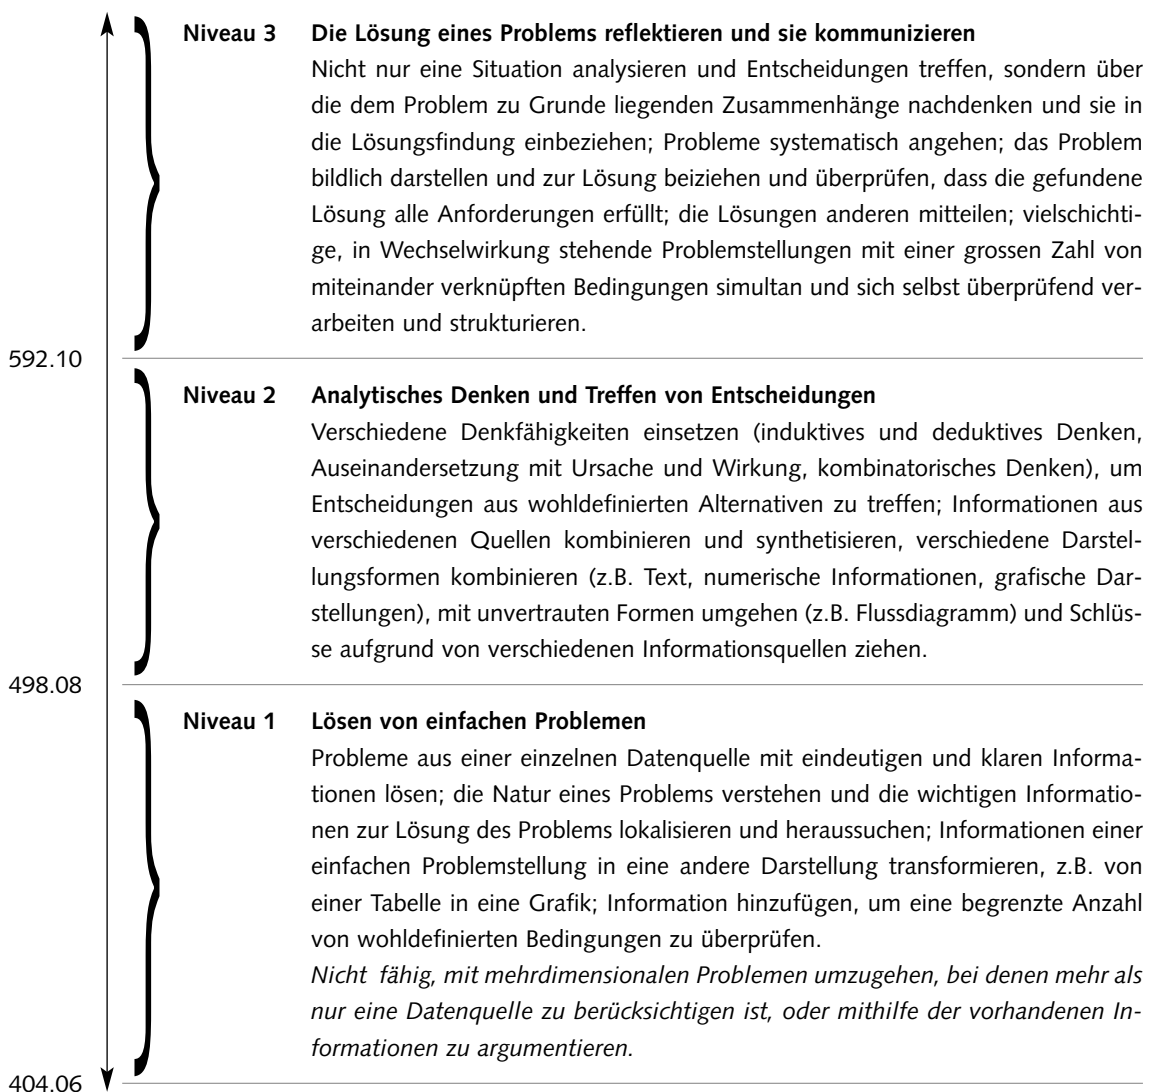 Niveau 3 Die Lösung eines Problems reflektieren und sie kommunizieren
Nicht nur eine Situation analysieren und Entscheidungen treffen, sondern über
die dem Problem zu Grunde liegenden Zusammenhänge nachdenken und sie in
die Lösungsfindung einbeziehen; Probleme systematisch angehen; das Problem
bildlich darstellen und zur Lösung beiziehen und überprüfen, dass die gefundene
Lösung alle Anforderungen erfüllt; die Lösungen anderen mitteilen; vielschichti-
ge, in Wechselwirkung stehende Problemstellungen mit einer grossen Zahl von
miteinander verknüpften Bedingungen simultan und sich selbst überprüfend ver-
arbeiten und strukturieren.
592.10
Niveau 2 Analytisches Denken und Treffen von Entscheidungen
Verschiedene Denkfähigkeiten einsetzen (induktives und deduktives Denken,
Auseinandersetzung mit Ursache und Wirkung, kombinatorisches Denken), um
Entscheidungen aus wohldefinierten Alternativen zu treffen; Informationen aus
verschiedenen Quellen kombinieren und synthetisieren, verschiedene Darstel-
lungsformen kombinieren (z.B. Text, numerische Informationen, grafische Dar-
stellungen), mit unvertrauten Formen umgehen (z.B. Flussdiagramm) und Schlüs-
se aufgrund von verschiedenen Informationsquellen ziehen.
498.08
Niveau 1 Lösen von einfachen Problemen
Probleme aus einer einzelnen Datenquelle mit eindeutigen und klaren Informa-
tionen lösen; die Natur eines Problems verstehen und die wichtigen Informatio-
nen zur Lösung des Problems lokalisieren und heraussuchen; Informationen einer
einfachen Problemstellung in eine andere Darstellung transformieren, z.B. von
einer Tabelle in eine Grafik; Information hinzufügen, um eine begrenzte Anzahl
von wohldefinierten Bedingungen zu überprüfen.
Nicht fähig, mit mehrdimensionalen Problemen umzugehen, bei denen mehr als
nur eine Datenquelle zu berücksichtigen ist, oder mithilfe der vorhandenen In-
formationen zu argumentieren.
404.06